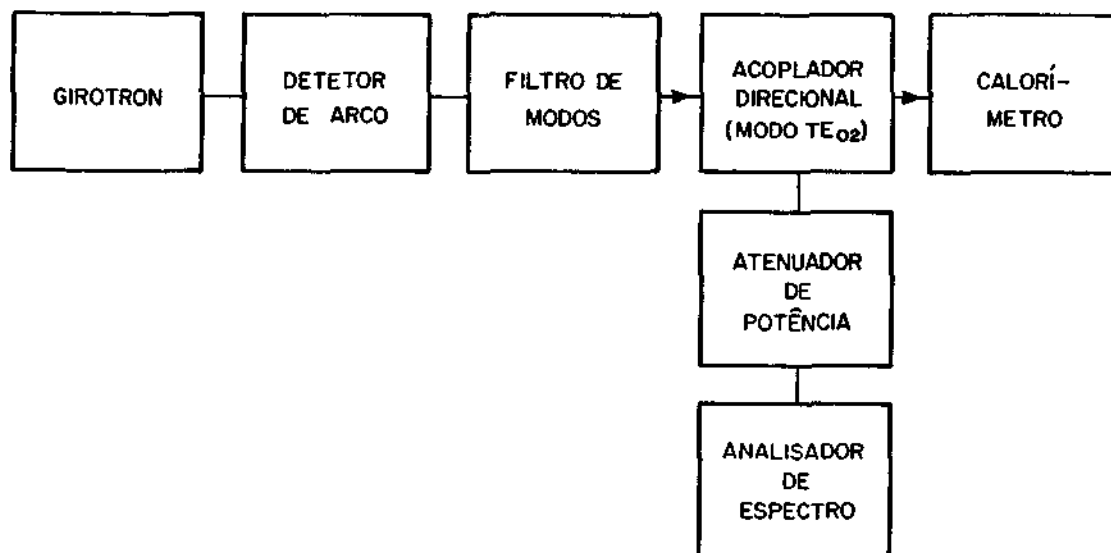 GIROTRON
DETETOR
DE ARCO
FILTRO DE
MODOS
ACOPLADOR
DIRECIONAL
(MODO TE02)
CALORÍ-
METRO
ATENUADOR
DE
POTÊNCIA
ANALISADOR
DE
ESPECTRO